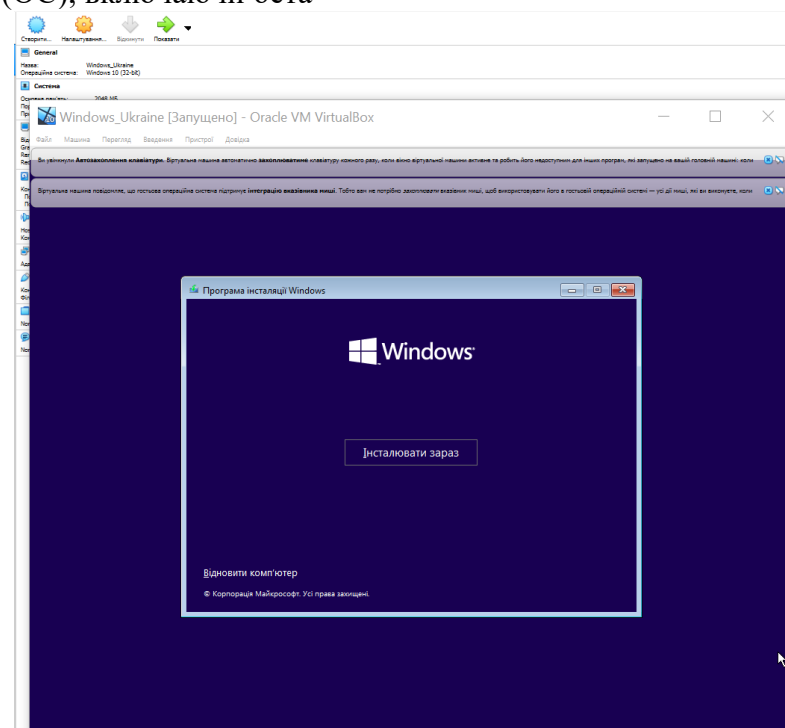 (ОС), включаючи оста
Створити... Налаштування... Відкинути Показати
General
Назва: Windows_Ukraine
Операційна система: Windows 10 (32-bit)
Система
2048 МБ
Windows_Ukraine [Запущено] - Oracle VM VirtualBox
Файл Машина Перегляд Введення Пристрої Довідка
Ви увімкнули Автозахоплення клавіатури. Віртуальна машина автоматично захоплюватиме клавіатуру кожного разу, коли вікно віртуальної машини активне та робить його недоступним для інших програм, які запущено на вашій головній машині: коли
Віртуальна машина повідомляє, що гостьова операційна система підтримує інтеграцію вказівника миші. Тобто вам не потрібно захоплювати вказівник миші, щоб використовувати його в гостьовій операційній системі — усі дії миші, які ви виконуєте, коли
Програма інсталяції Windows
Windows
Інсталювати зараз
Відновити комп'ютер
© Корпорація Майкрософт. Усі права захищені.